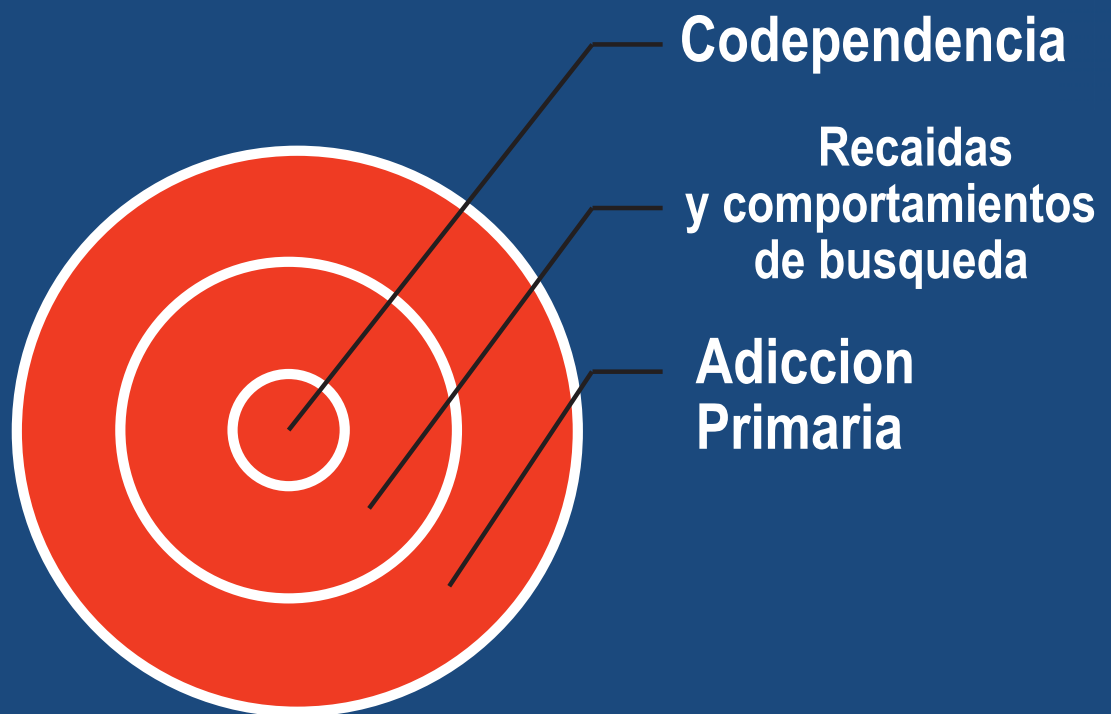 Codependencia
Recaidas
y comportamientos
de busqueda
Adiccion
Primaria